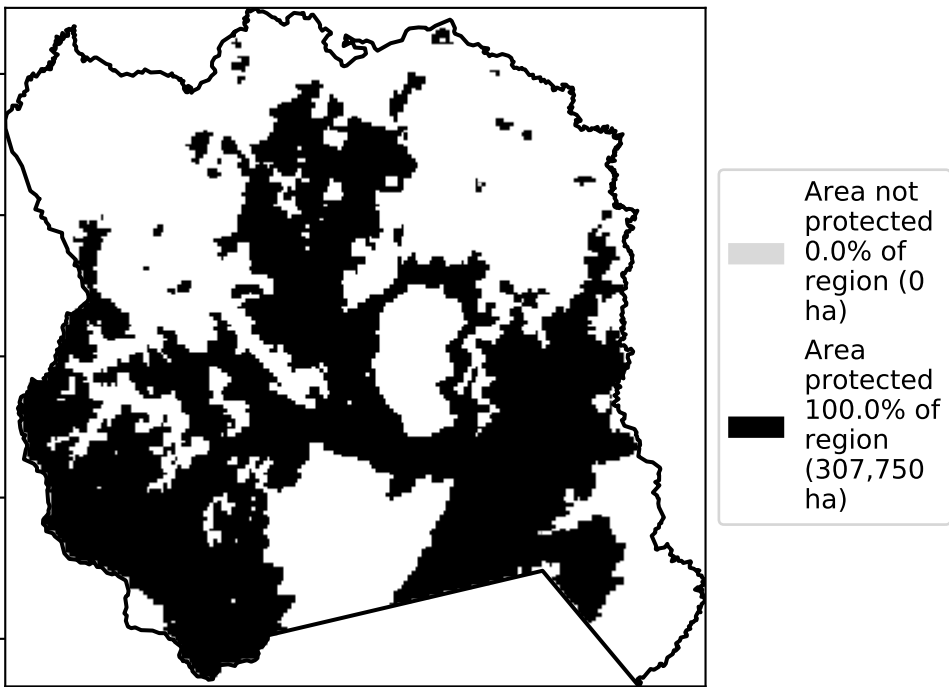 Area not
protected
0.0% of
region (0
ha)
Area
protected
100.0% of
region
(307,750
ha)